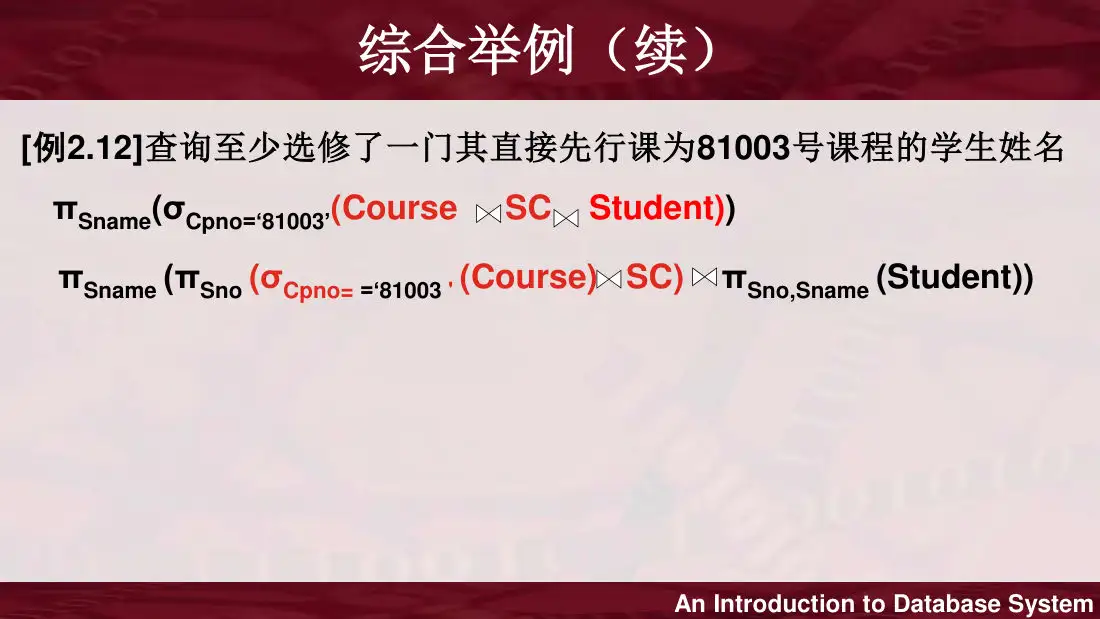 综合举例（续）
[例2.12]查询至少选修了一门其直接先行课为81003号课程的学生姓名
πSname(σCpno=‘81003’(Course ⋈ SC ⋈ Student))
πSname (πSno (σCpno= =‘81003 ' (Course) ⋈ SC) ⋈ πSno,Sname (Student))
An Introduction to Database System